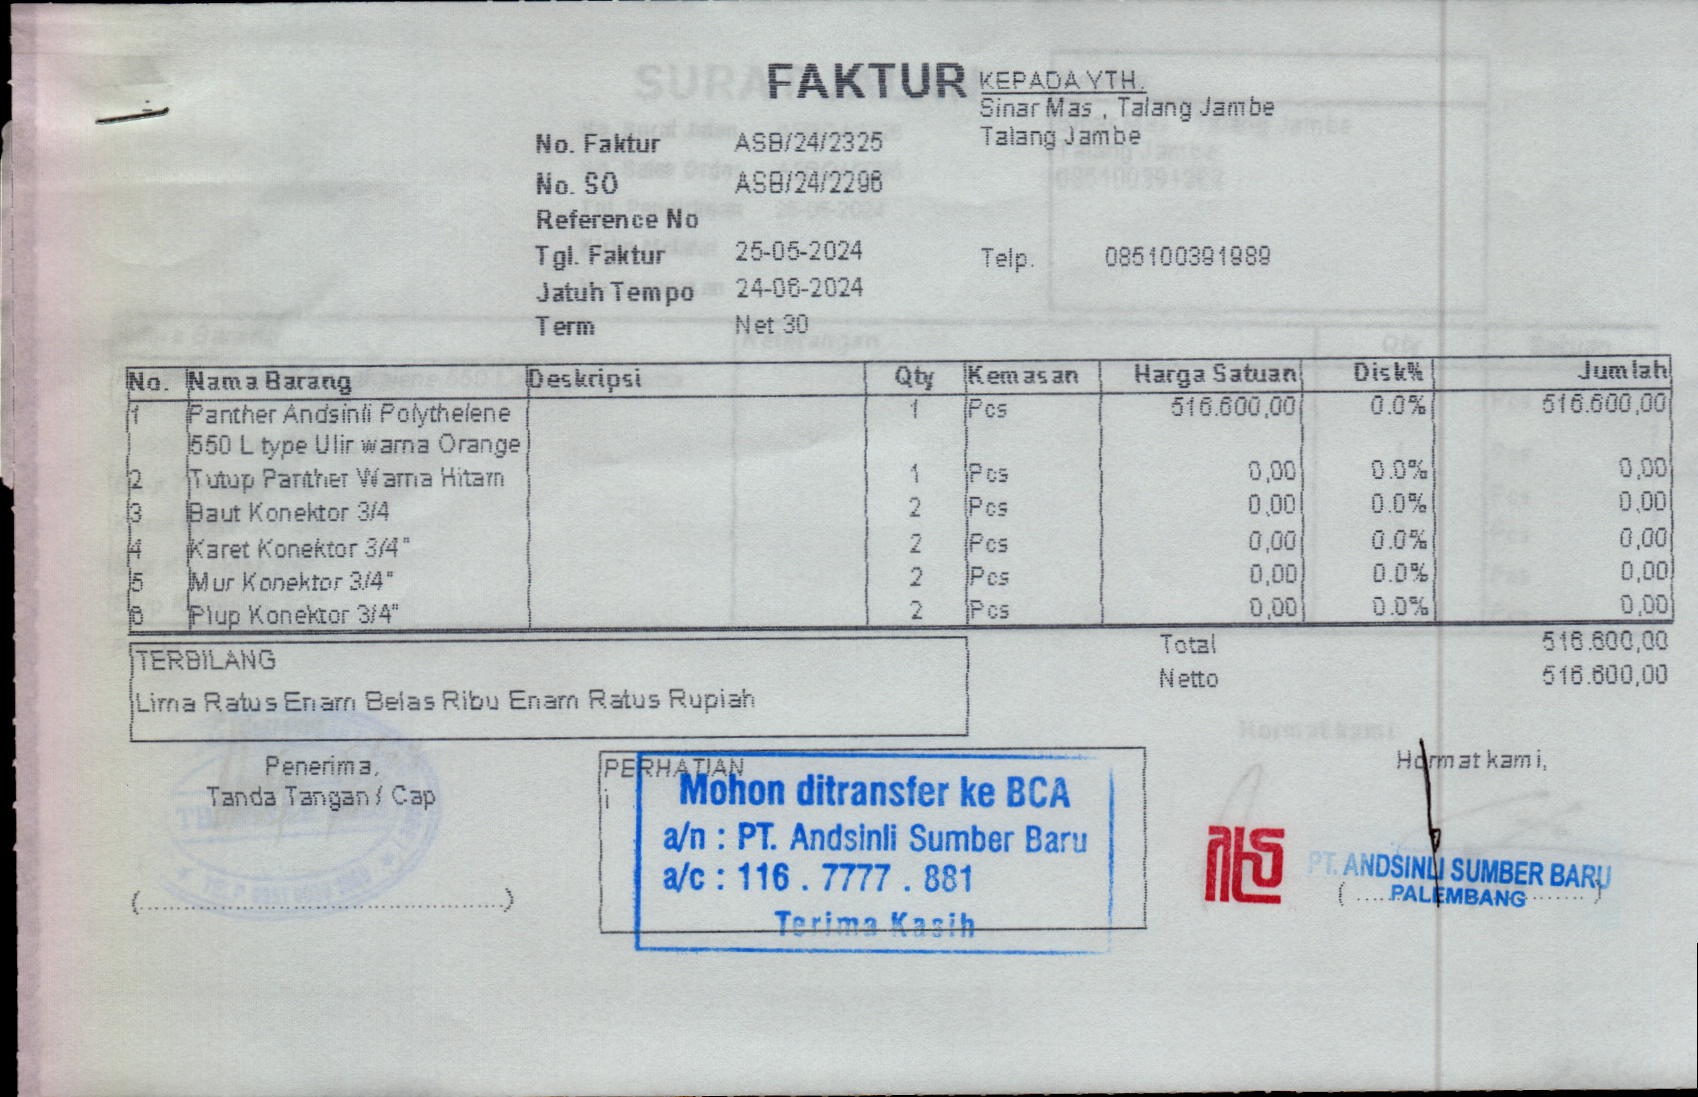 FAKTUR
KEPADA YTH.
Sinar Mas , Talang Jambe
Talang Jambe
No. Faktur ASB/24/2325
No. SO ASB/24/2296
Reference No
Tgl. Faktur 25-05-2024
Telp. 085100391989
Jatuh Tempo 24-06-2024
Term Net 30
No. Nama Barang Deskripsi Qty Kemasan Harga Satuan Disk% Jumlah
1 Panther Andsinli Polythelene 1 Pcs 516.600,00 0.0% 516.600,00
550 L type Ulir warna Orange
2 Tutup Panther Warna Hitam 1 Pcs 0,00 0.0% 0,00
3 Baut Konektor 3/4 2 Pcs 0,00 0.0% 0,00
4 Karet Konektor 3/4" 2 Pcs 0,00 0.0% 0,00
5 Mur Konektor 3/4" 2 Pcs 0,00 0.0% 0,00
6 Plup Konektor 3/4" 2 Pcs 0,00 0.0% 0,00
Total 516.600,00
Netto 516.600,00
TERBILANG
Lima Ratus Enam Belas Ribu Enam Ratus Rupiah
Penerima,
Tanda Tangan / Cap
(..................................................)
PERHATIAN
i
Mohon ditransfer ke BCA
a/n : PT. Andsinli Sumber Baru
a/c : 116 . 7777 . 881
Terima Kasih
Hormat kami,
PT. ANDSINLI SUMBER BARU
PALEMBANG